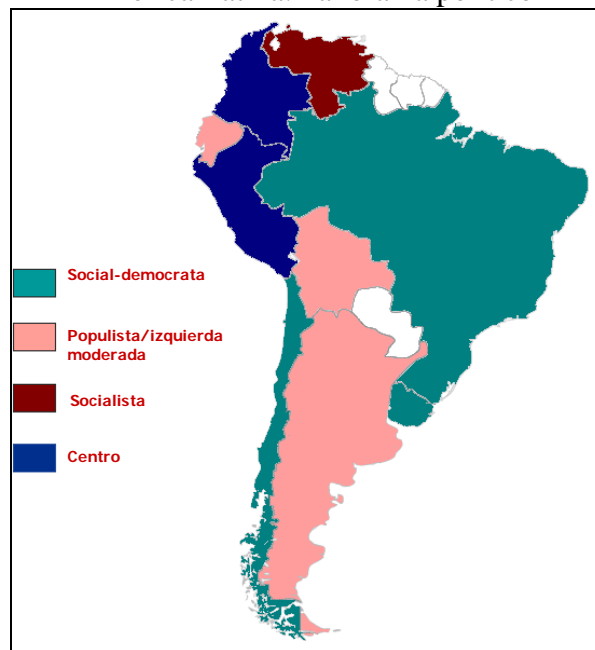 Social-democrata
Populista/izquierda
moderada
Socialista
Centro